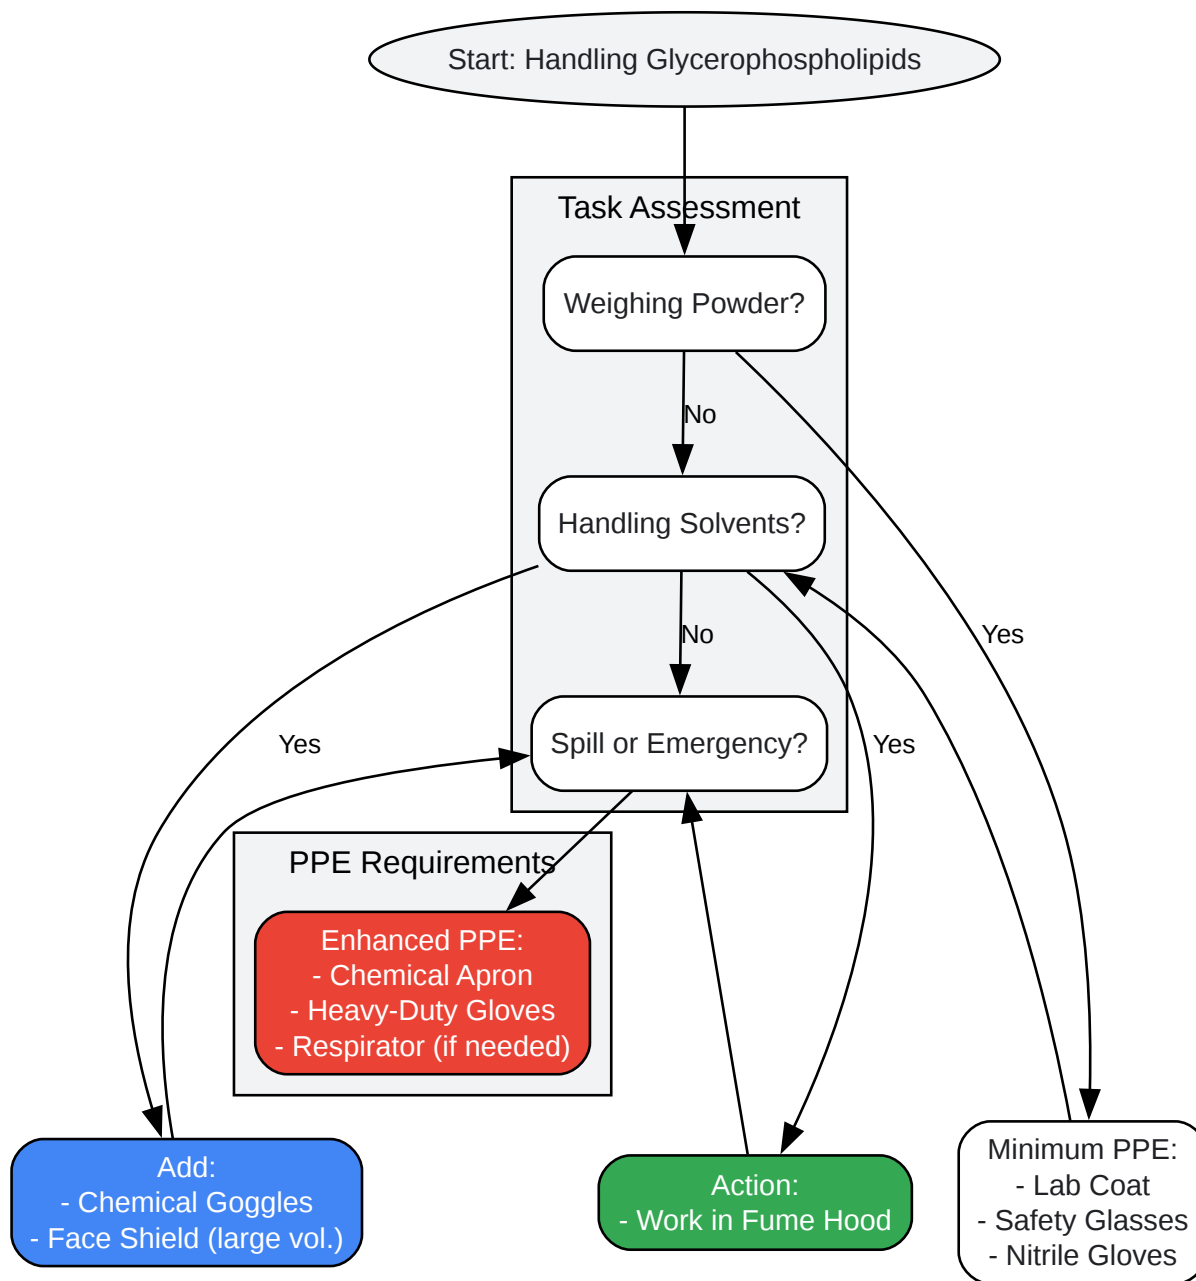 Start: Handling Glycerophospholipids
Task Assessment
Weighing Powder?
No
Handling Solvents?
Yes
No
Yes
Spill or Emergency?
Yes
PPE Requirements
Enhanced PPE:
- Chemical Apron
- Heavy-Duty Gloves
- Respirator (if needed)
Add:
- Chemical Goggles
- Face Shield (large vol.)
Action:
- Work in Fume Hood
Minimum PPE:
- Lab Coat
- Safety Glasses
- Nitrile Gloves